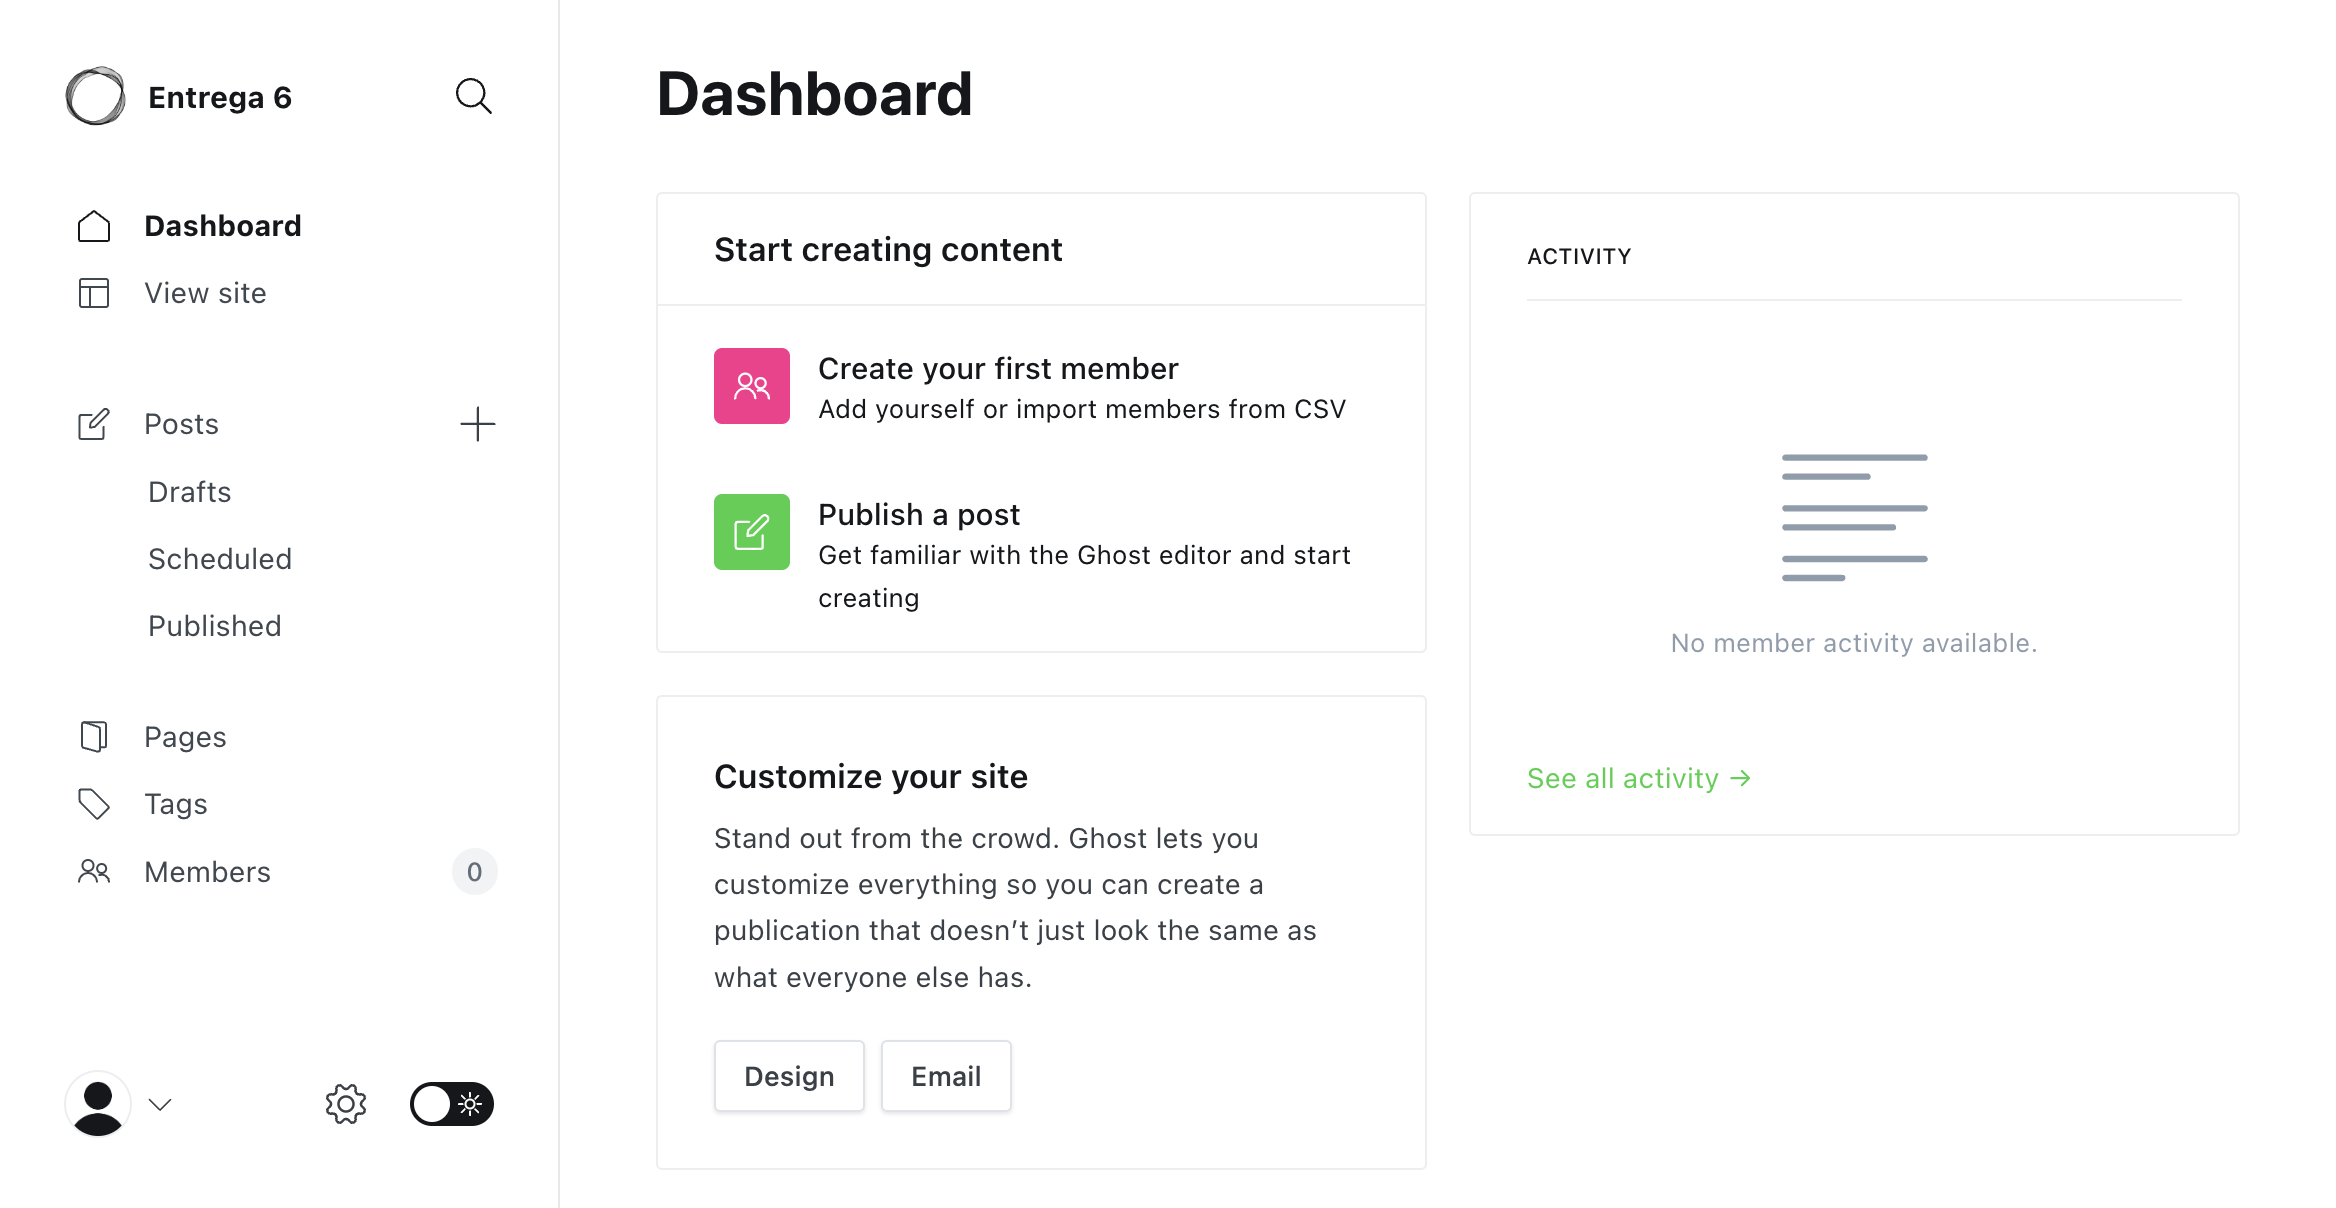 Entrega 6
Dashboard
View site
Posts
Drafts
Scheduled
Published
Pages
Tags
Members
0
Dashboard
Start creating content
Create your first member
Add yourself or import members from CSV
Publish a post
Get familiar with the Ghost editor and start
creating
Customize your site
Stand out from the crowd. Ghost lets you
customize everything so you can create a
publication that doesn’t just look the same as
what everyone else has.
Design
Email
ACTIVITY
No member activity available.
See all activity →